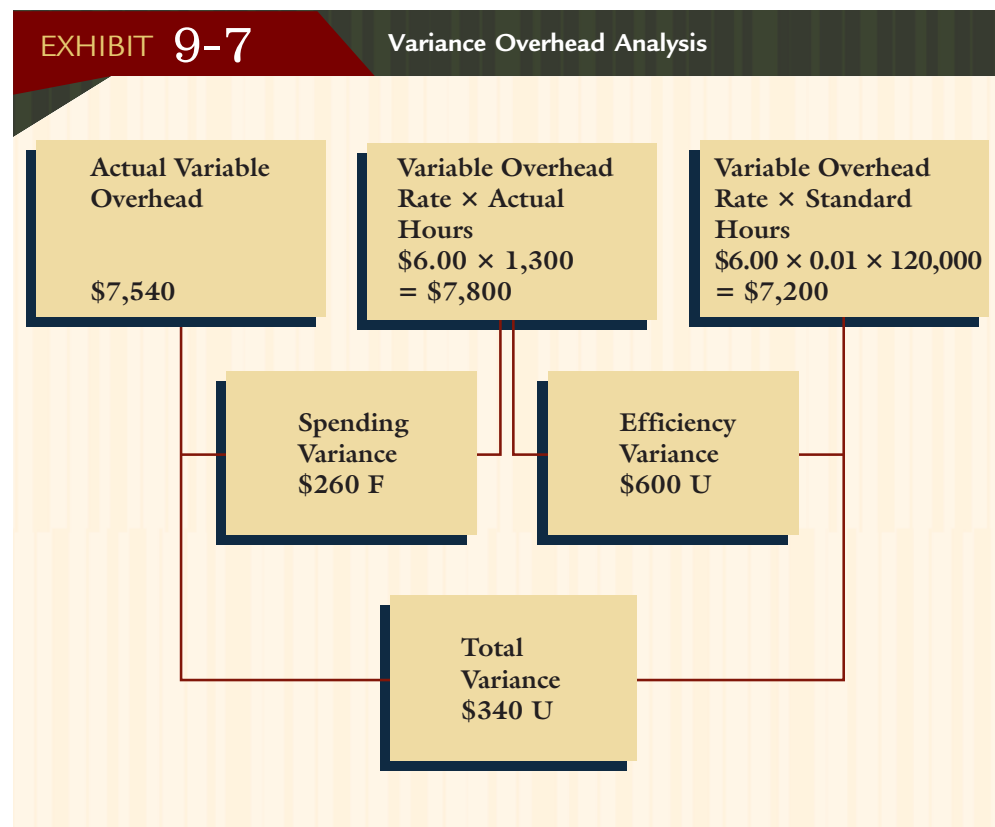 EXHIBIT 9-7
Variance Overhead Analysis
Actual Variable
Overhead
$7,540
Variable Overhead
Rate × Actual
Hours
$6.00 × 1,300
= $7,800
Variable Overhead
Rate × Standard
Hours
$6.00 × 0.01 × 120,000
= $7,200
Spending
Variance
$260 F
Efficiency
Variance
$600 U
Total
Variance
$340 U